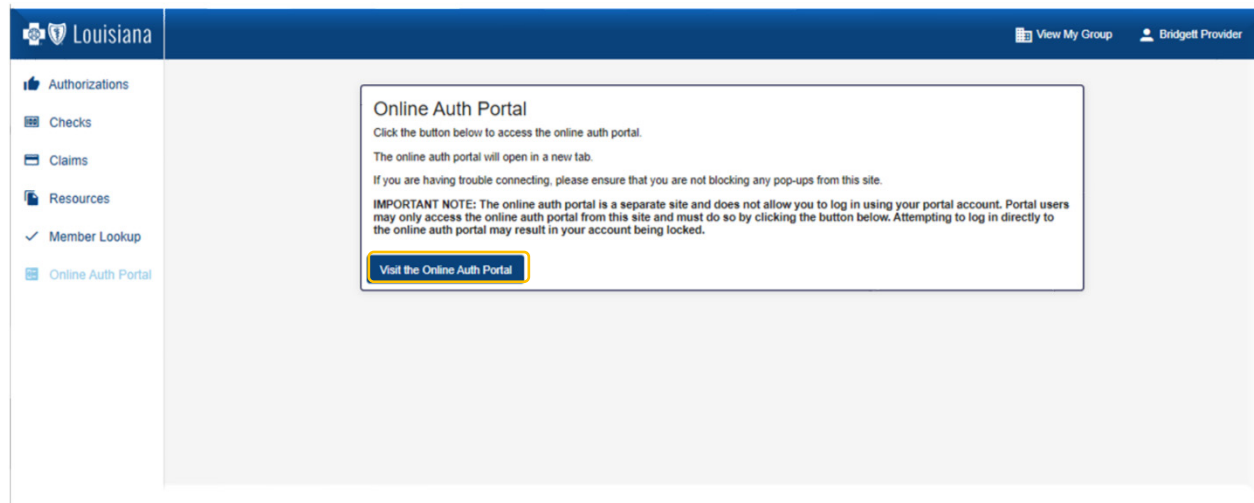 Louisiana
View My Group
Bridgett Provider
Authorizations
Checks
Claims
Resources
Member Lookup
Online Auth Portal
Online Auth Portal
Click the button below to access the online auth portal.
The online auth portal will open in a new tab.
If you are having trouble connecting, please ensure that you are not blocking any pop-ups from this site.
IMPORTANT NOTE: The online auth portal is a separate site and does not allow you to log in using your portal account. Portal users
may only access the online auth portal from this site and must do so by clicking the button below. Attempting to log in directly to
the online auth portal may result in your account being locked.
Visit the Online Auth Portal